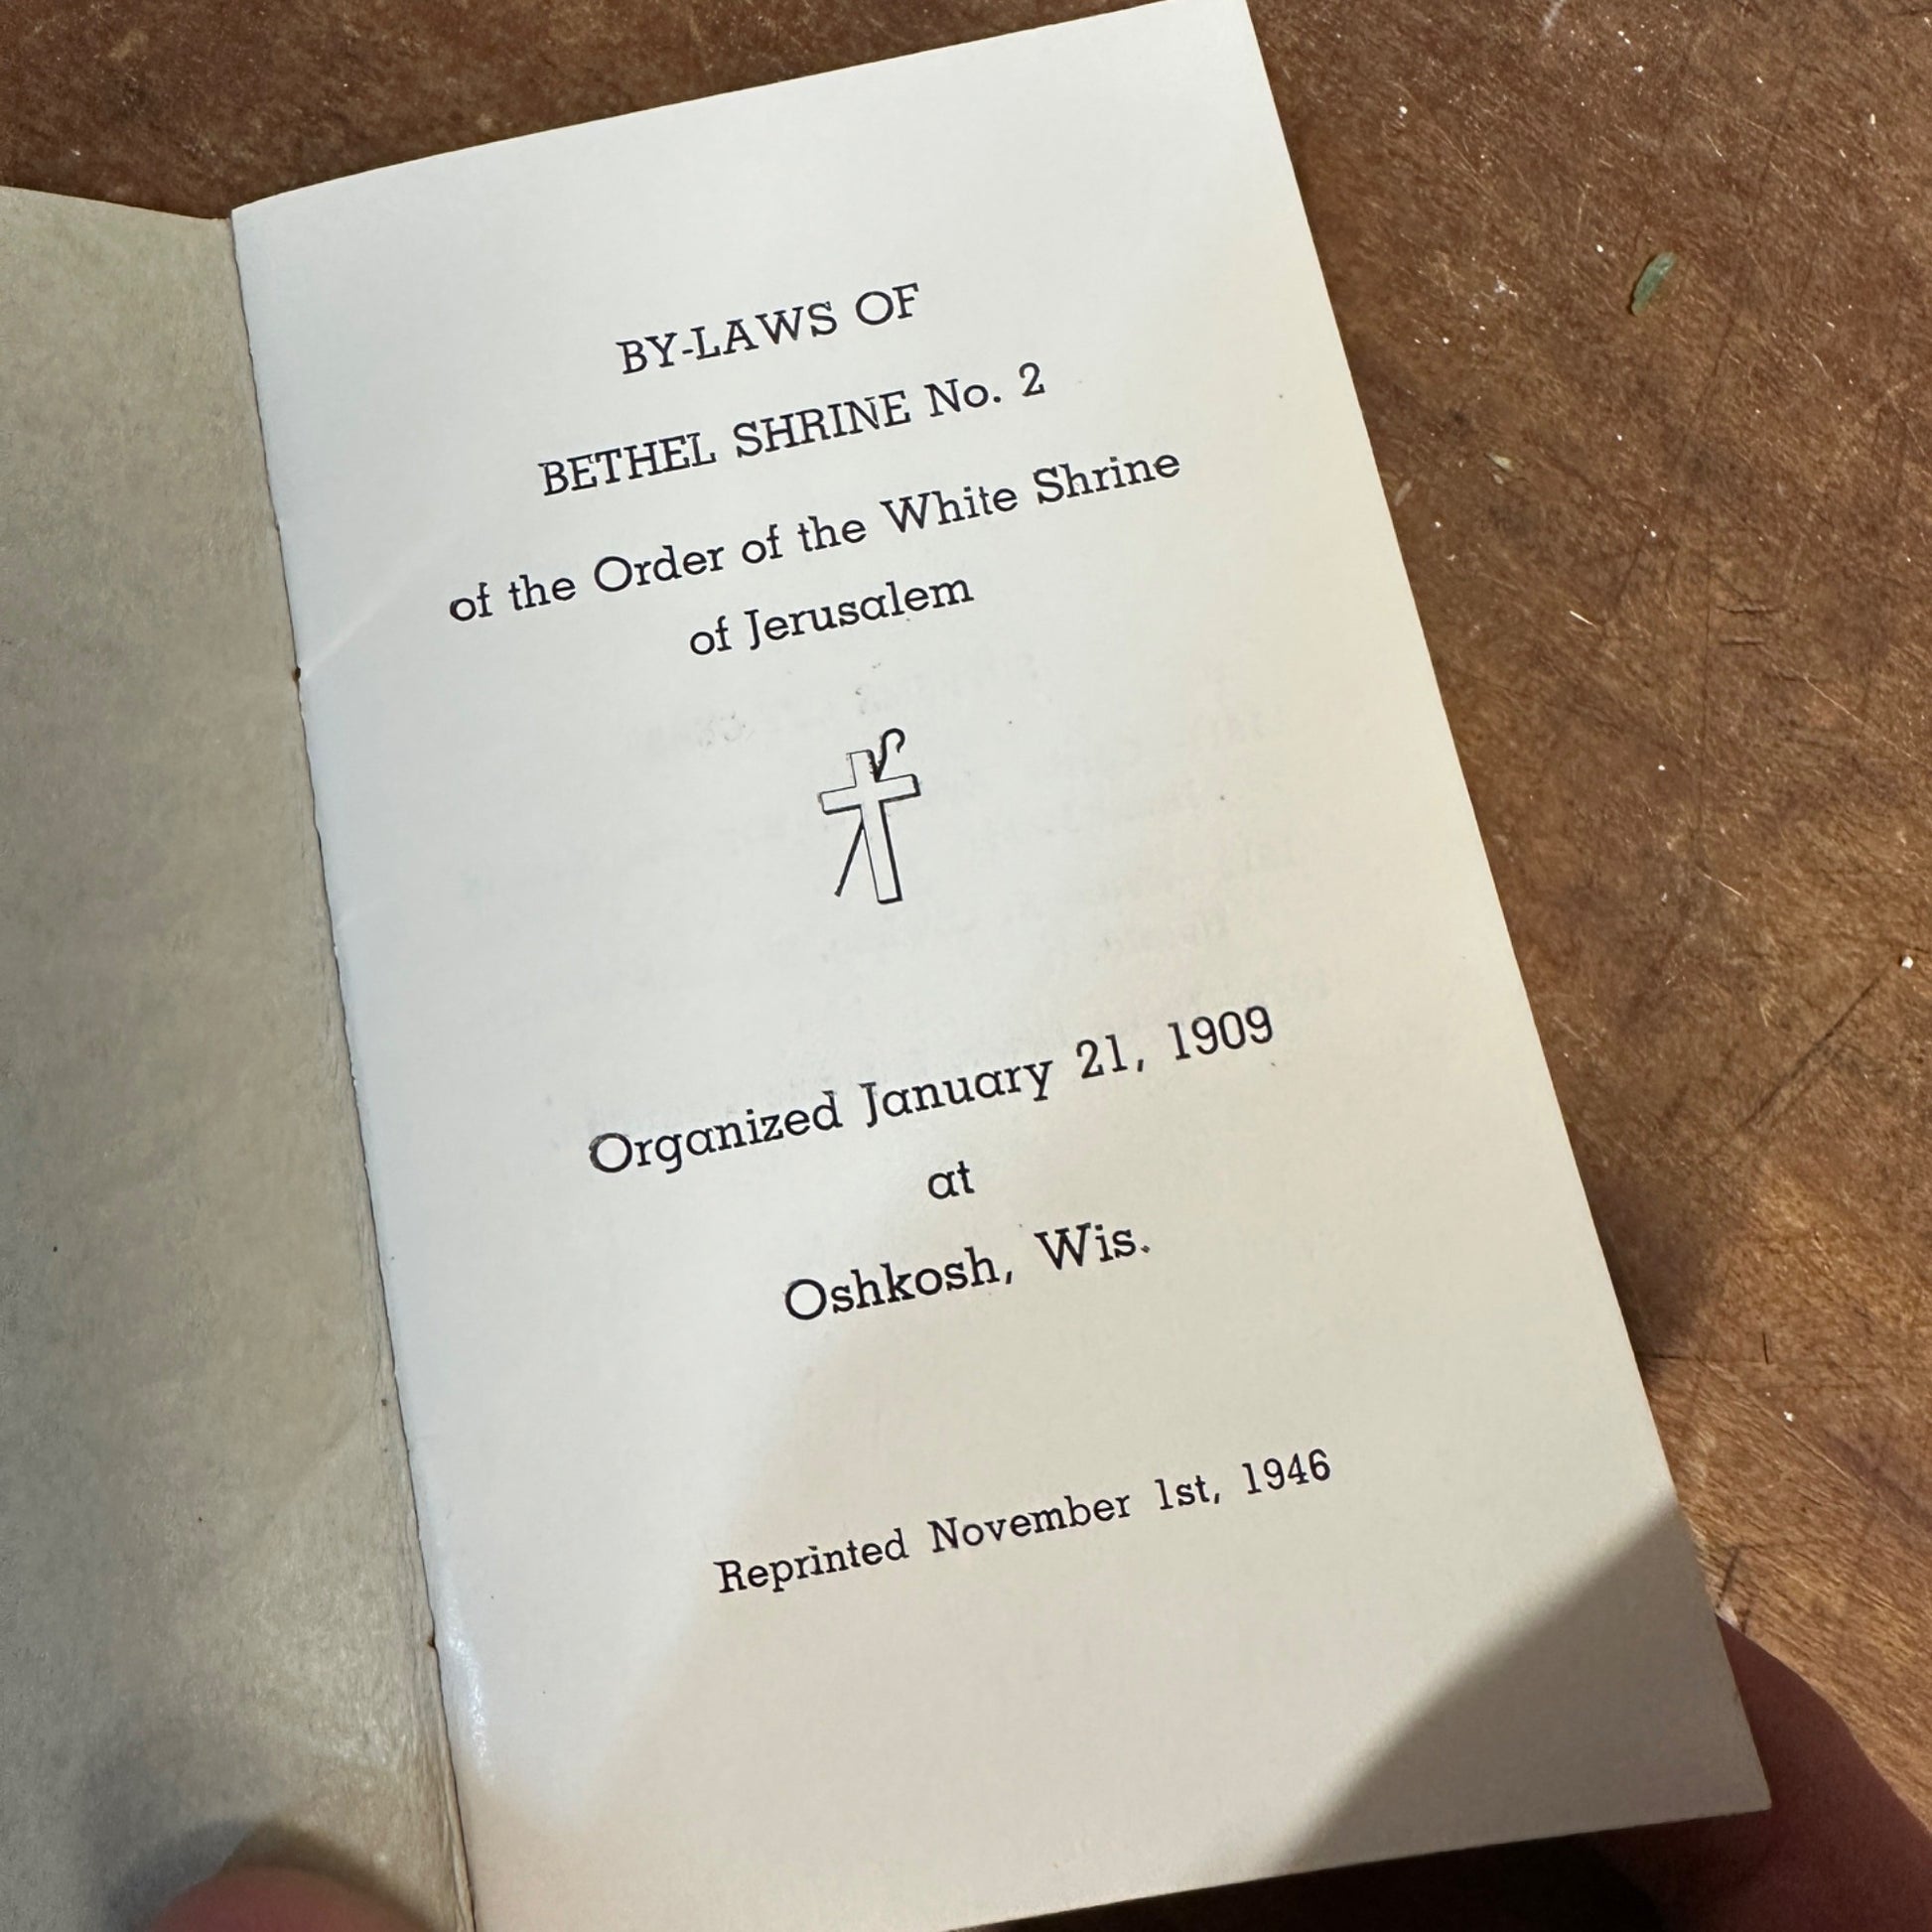 BY-LAWS OF
BETHEL SHRINE No. 2
of the Order of the White Shrine
of Jerusalem
Organized January 21, 1909
at
Oshkosh, Wis.
Reprinted November 1st, 1946